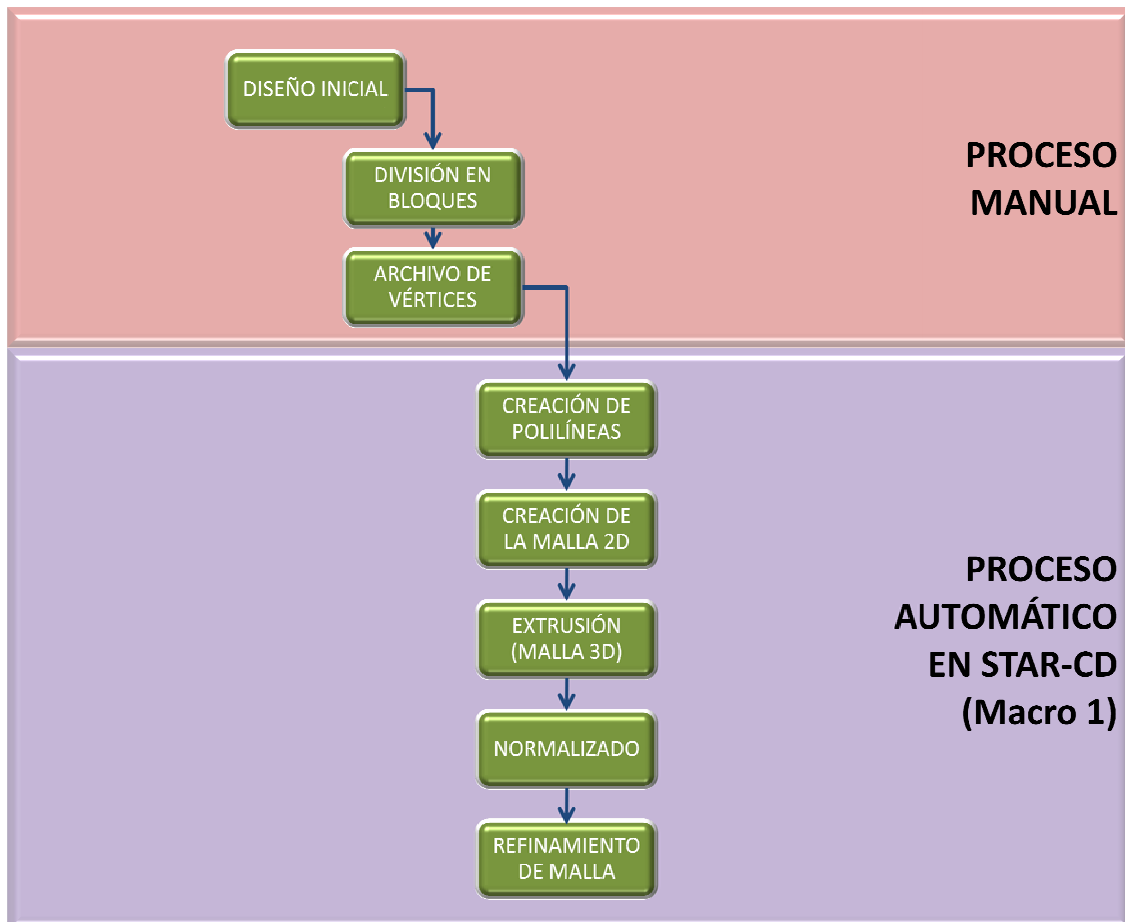 DISEÑO INICIAL
DIVISIÓN EN
BLOQUES
ARCHIVO DE
VÉRTICES
PROCESO
MANUAL
CREACIÓN DE
POLILÍNEAS
CREACIÓN DE
LA MALLA 2D
EXTRUSIÓN
(MALLA 3D)
NORMALIZADO
REFINAMIENTO
DE MALLA
PROCESO
AUTOMÁTICO
EN STAR-CD
(Macro 1)